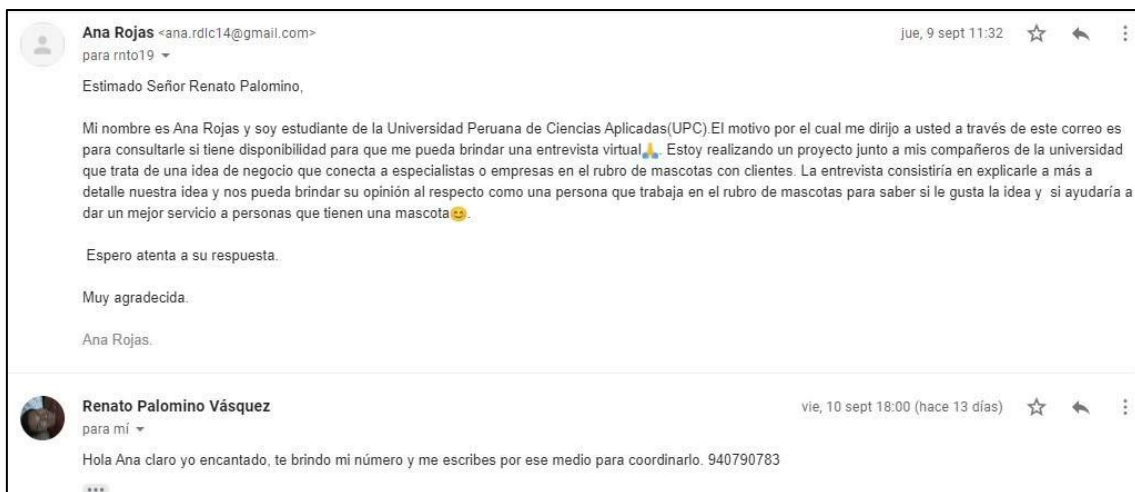 Ana Rojas <ana.rdlc14@gmail.com>
jue, 9 sept 11:32
para rnto19
Estimado Señor Renato Palomino,
Mi nombre es Ana Rojas y soy estudiante de la Universidad Peruana de Ciencias Aplicadas(UPC).El motivo por el cual me dirijo a usted a través de este correo es
para consultarle si tiene disponibilidad para que me pueda brindar una entrevista virtual🙏. Estoy realizando un proyecto junto a mis compañeros de la universidad
que trata de una idea de negocio que conecta a especialistas o empresas en el rubro de mascotas con clientes. La entrevista consistiría en explicarle a más a
detalle nuestra idea y nos pueda brindar su opinión al respecto como una persona que trabaja en el rubro de mascotas para saber si le gusta la idea y  si ayudaría a
dar un mejor servicio a personas que tienen una mascota😊.
Espero atenta a su respuesta.
Muy agradecida.
Ana Rojas.
Renato Palomino Vásquez
vie, 10 sept 18:00 (hace 13 días)
para mí
Hola Ana claro yo encantado, te brindo mi número y me escribes por ese medio para coordinarlo. 940790783